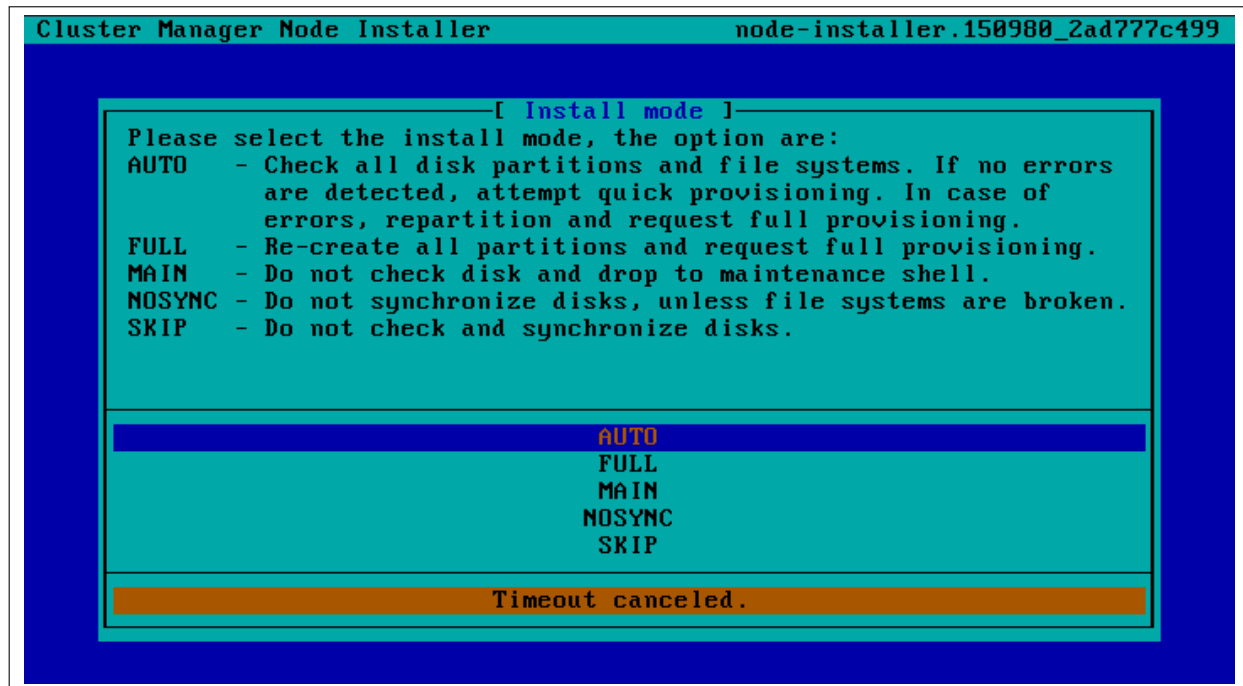 Cluster Manager Node Installer node-installer.150980_2ad777c499
[ Install mode ]
Please select the install mode, the option are:
AUTO - Check all disk partitions and file systems. If no errors
are detected, attempt quick provisioning. In case of
errors, repartition and request full provisioning.
FULL - Re-create all partitions and request full provisioning.
MAIN - Do not check disk and drop to maintenance shell.
NOSYNC - Do not synchronize disks, unless file systems are broken.
SKIP - Do not check and synchronize disks.
AUTO
FULL
MAIN
NOSYNC
SKIP
Timeout canceled.